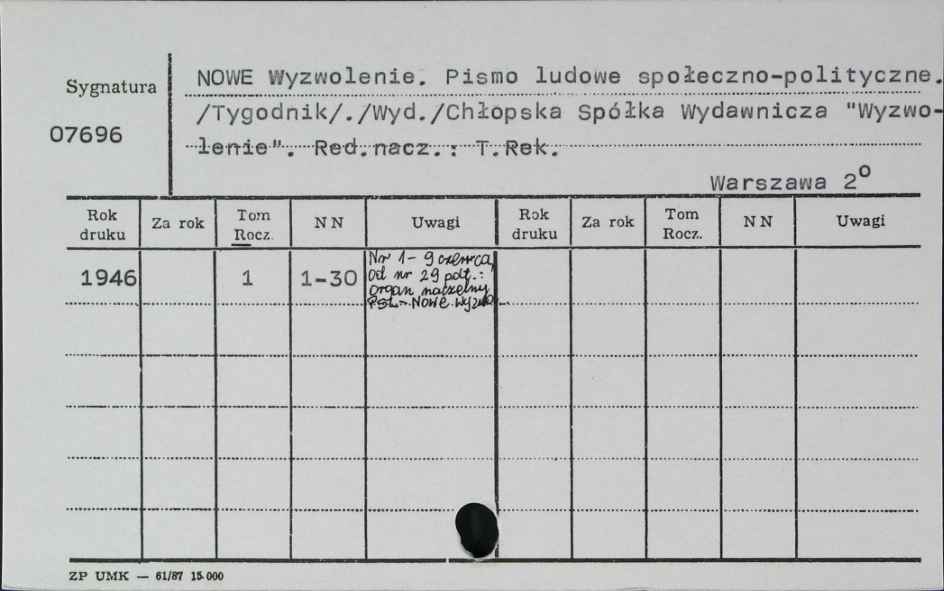 NOWE Wyzwolenie. Pismo ludowe społeczno-polityczne.
Sygnatura
/Tygodnik/./Wyd./Chłopska Spółka Wydawnicza "Wyzwo-
07696
lenie". Red.nacz.: T.Rek.
Warszawa 2º
Rok druku Za rok Tom Rocz. NN Uwagi Rok druku Za rok Tom Rocz. NN Uwagi
1946 1 1-30
Nr 1- 9 czerwca,
od nr 29 podt.:
organ naczelny
PSL-Nowe Wyzwo
ZP UMK — 61/87 15 000